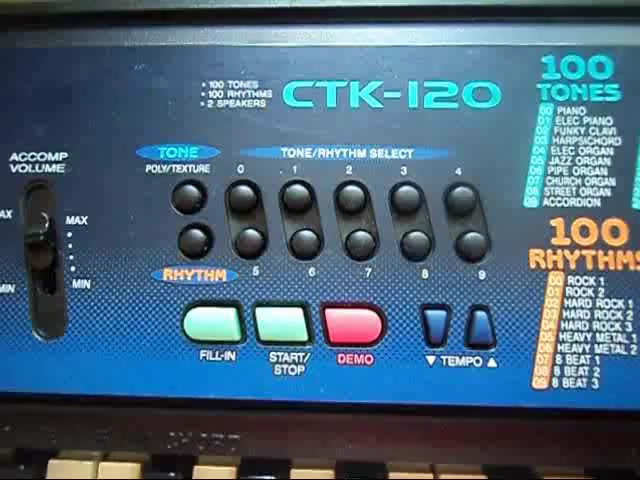 • 100 TONES
• 100 RHYTHMS
• 2 SPEAKERS
CTK-120
100
TONES
00 PIANO
01 ELEC PIANO
02 FUNKY CLAVI
03 HARPSICHORD
04 ELEC ORGAN
05 JAZZ ORGAN
06 PIPE ORGAN
07 CHURCH ORGAN
08 STREET ORGAN
09 ACCORDION
ACCOMP
VOLUME
MAX
MIN
AX
IN
TONE
POLY/TEXTURE
TONE/RHYTHM SELECT
0 1 2 3 4
5 6 7 8 9
RHYTHM
FILL-IN
START/
STOP
DEMO
▼ TEMPO ▲
100
RHYTHMS
00 ROCK 1
01 ROCK 2
02 HARD ROCK 1
03 HARD ROCK 2
04 HARD ROCK 3
05 HEAVY METAL 1
06 HEAVY METAL 2
07 8 BEAT 1
08 8 BEAT 2
09 8 BEAT 3